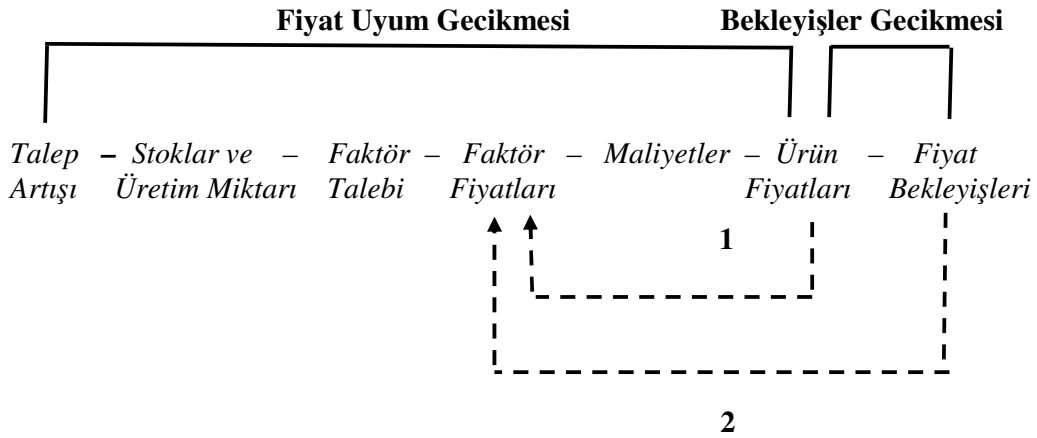 Fiyat Uyum Gecikmesi Bekleyişler Gecikmesi
Talep – Stoklar ve – Faktör – Faktör – Maliyetler – Ürün – Fiyat
Artışı Üretim Miktarı Talebi Fiyatları Fiyatları Bekleyişleri
1
2